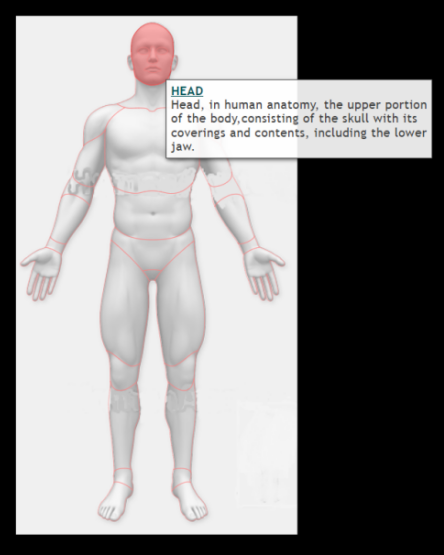 HEAD
Head, in human anatomy, the upper portion
of the body,consisting of the skull with its
coverings and contents, including the lower
jaw.